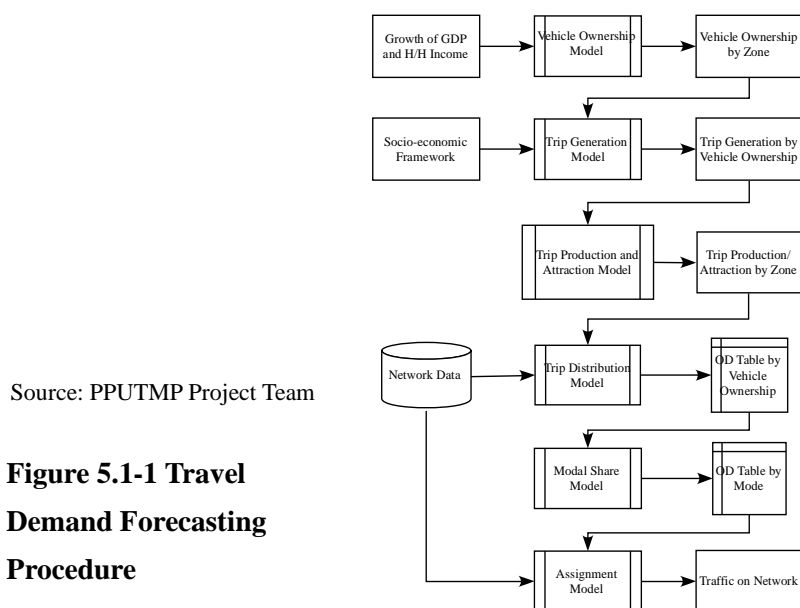 Growth of GDP
and H/H Income
Vehicle Ownership
Model
Vehicle Ownership
by Zone
Socio-economic
Framework
Trip Generation
Model
Trip Generation by
Vehicle Ownership
Trip Production and
Attraction Model
Trip Production/
Attraction by Zone
Network Data
Trip Distribution
Model
OD Table by
Vehicle
Ownership
Modal Share
Model
OD Table by
Mode
Assignment
Model
Traffic on Network
Source: PPUTMP Project Team
Figure 5.1-1 Travel
Demand Forecasting
Procedure